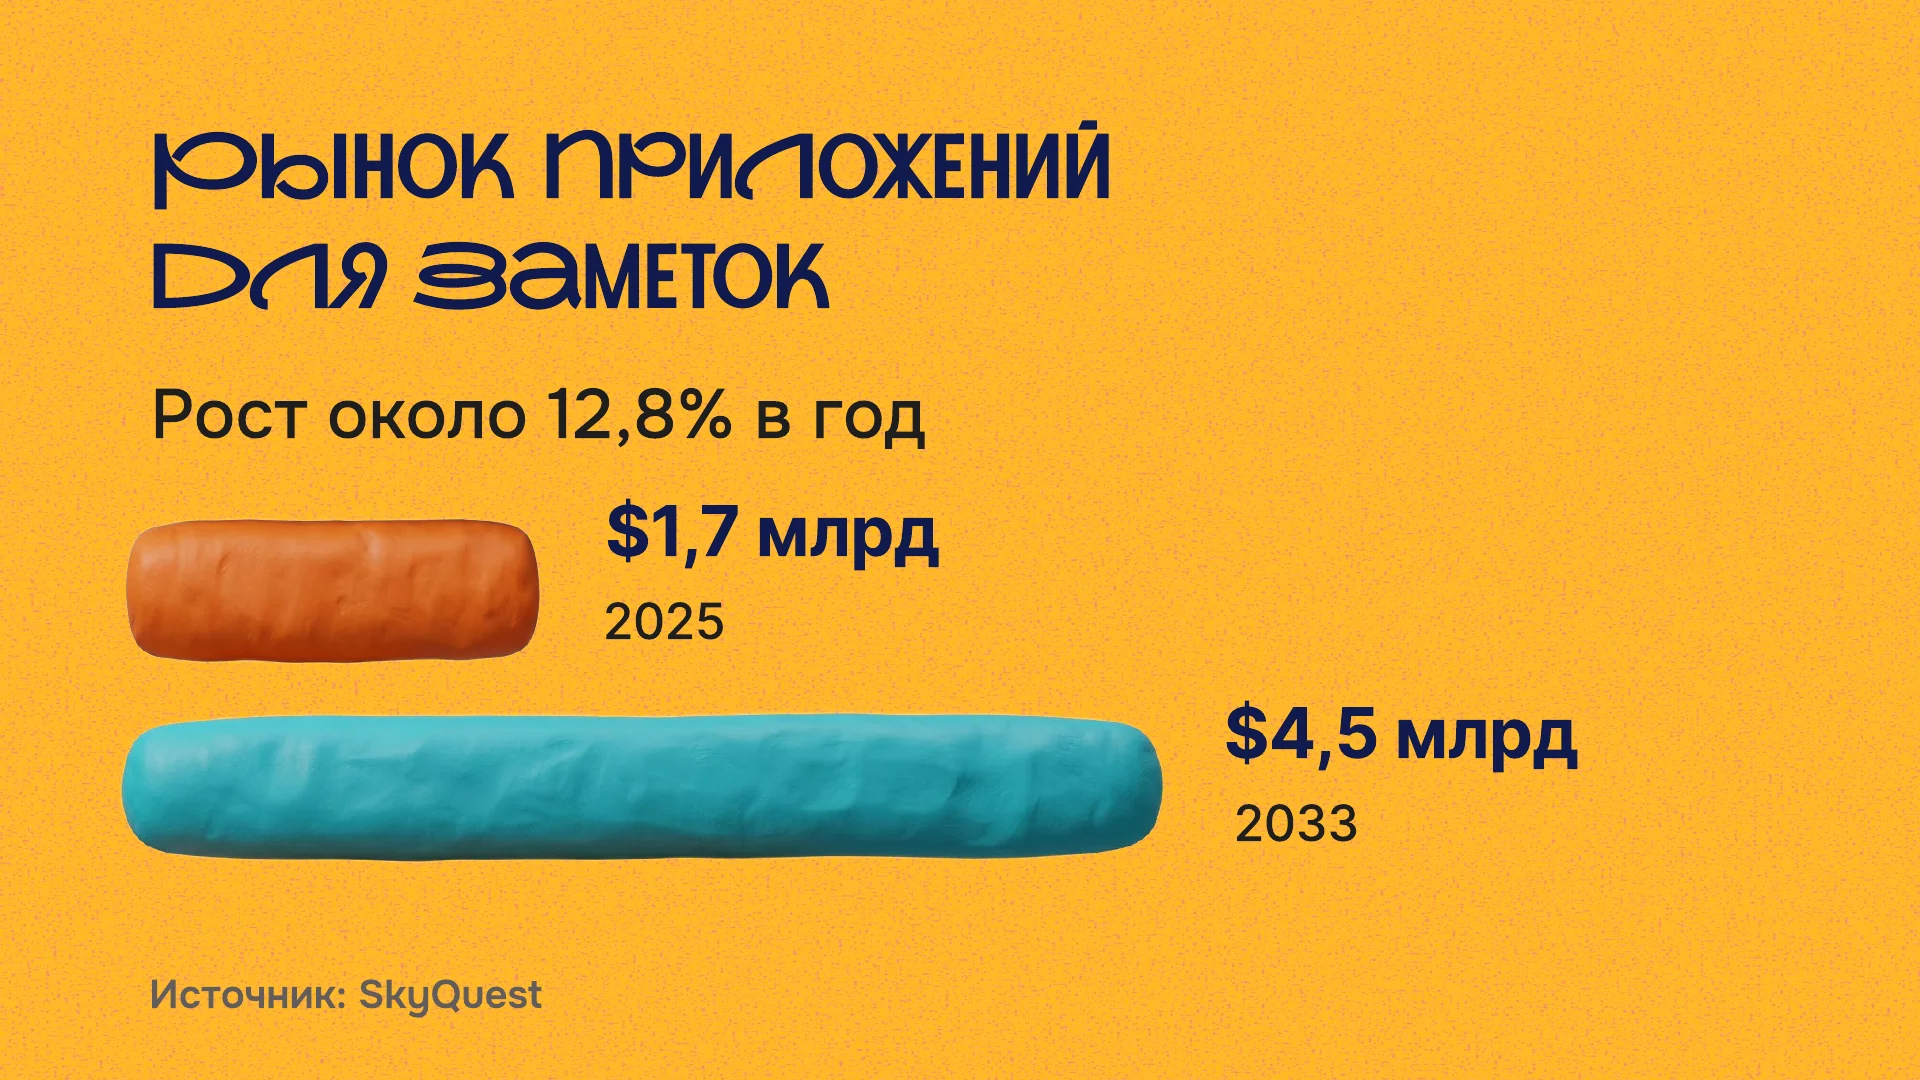 Рынок приложений
для заметок
Рост около 12,8% в год
$1,7 млрд
2025
$4,5 млрд
2033
Источник: SkyQuest